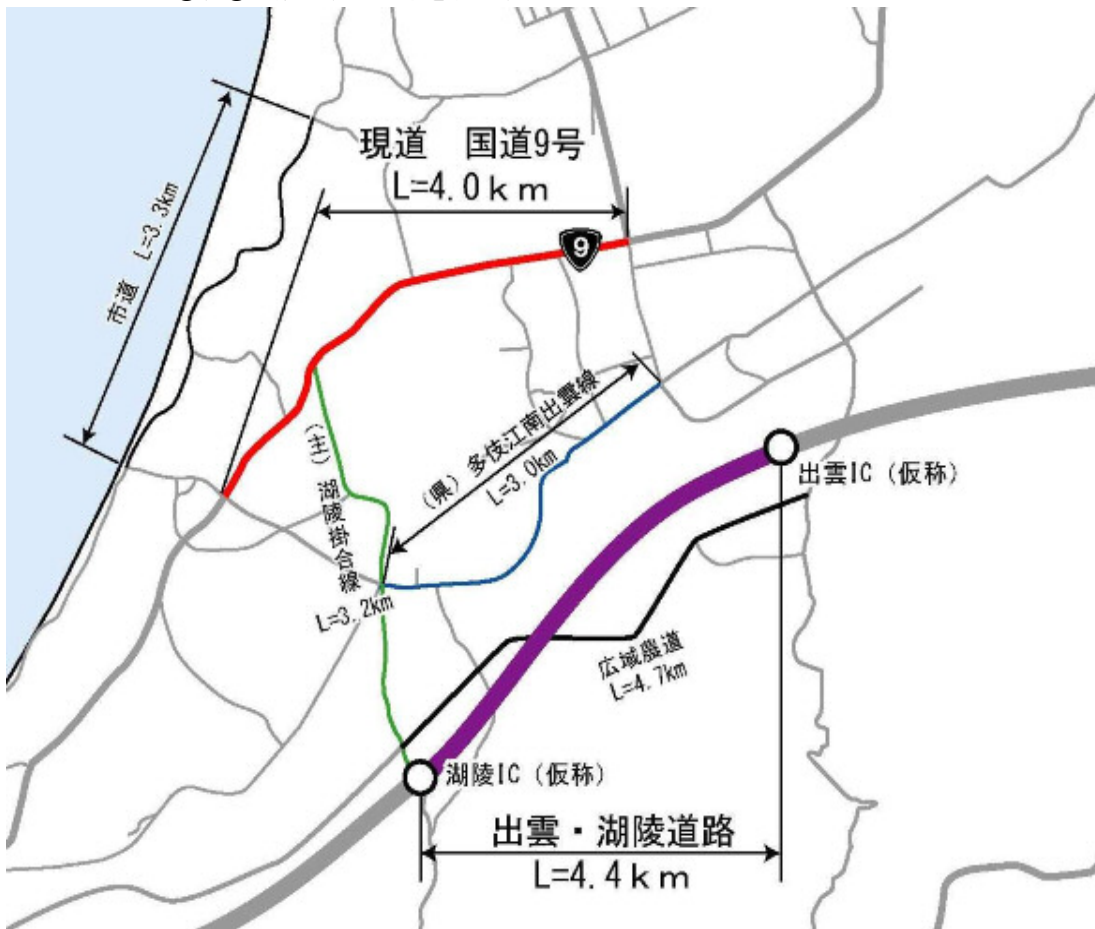 現道　国道9号
L=4.0km
9
市道　L=3.3km
(県) 多伎江南出雲線
L=3.0km
(主) 湖陵掛合線
L=3.2km
出雲IC (仮称)
広域農道
L=4.7km
湖陵IC (仮称)
出雲・湖陵道路
L=4.4km